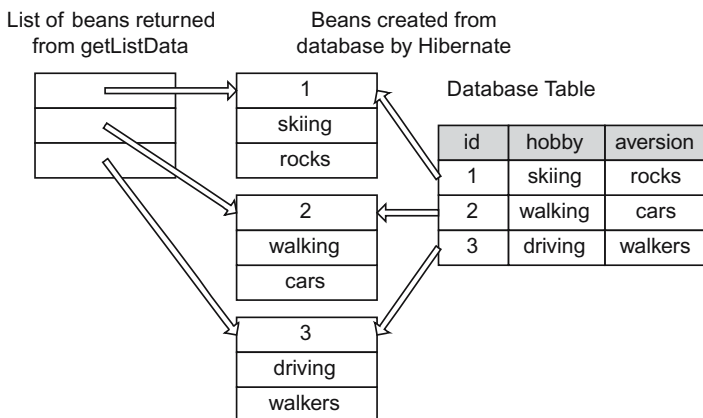 List of beans returned
from getListData
Beans created from
database by Hibernate
Database Table
1
skiing
rocks
2
walking
cars
3
driving
walkers
id hobby aversion
1 skiing rocks
2 walking cars
3 driving walkers